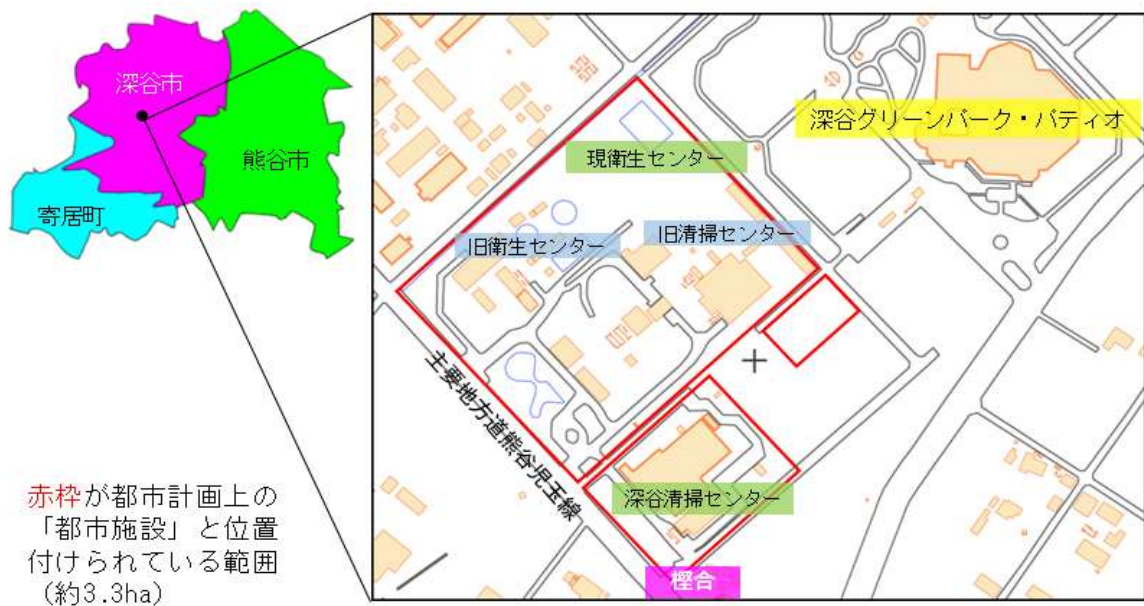 深谷市
熊谷市
寄居町
深谷グリーンパーク・パティオ
現衛生センター
旧衛生センター
旧清掃センター
主要地方道熊谷児玉線
深谷清掃センター
樫合
赤枠が都市計画上の
「都市施設」と位置
付けられている範囲
(約3.3ha)